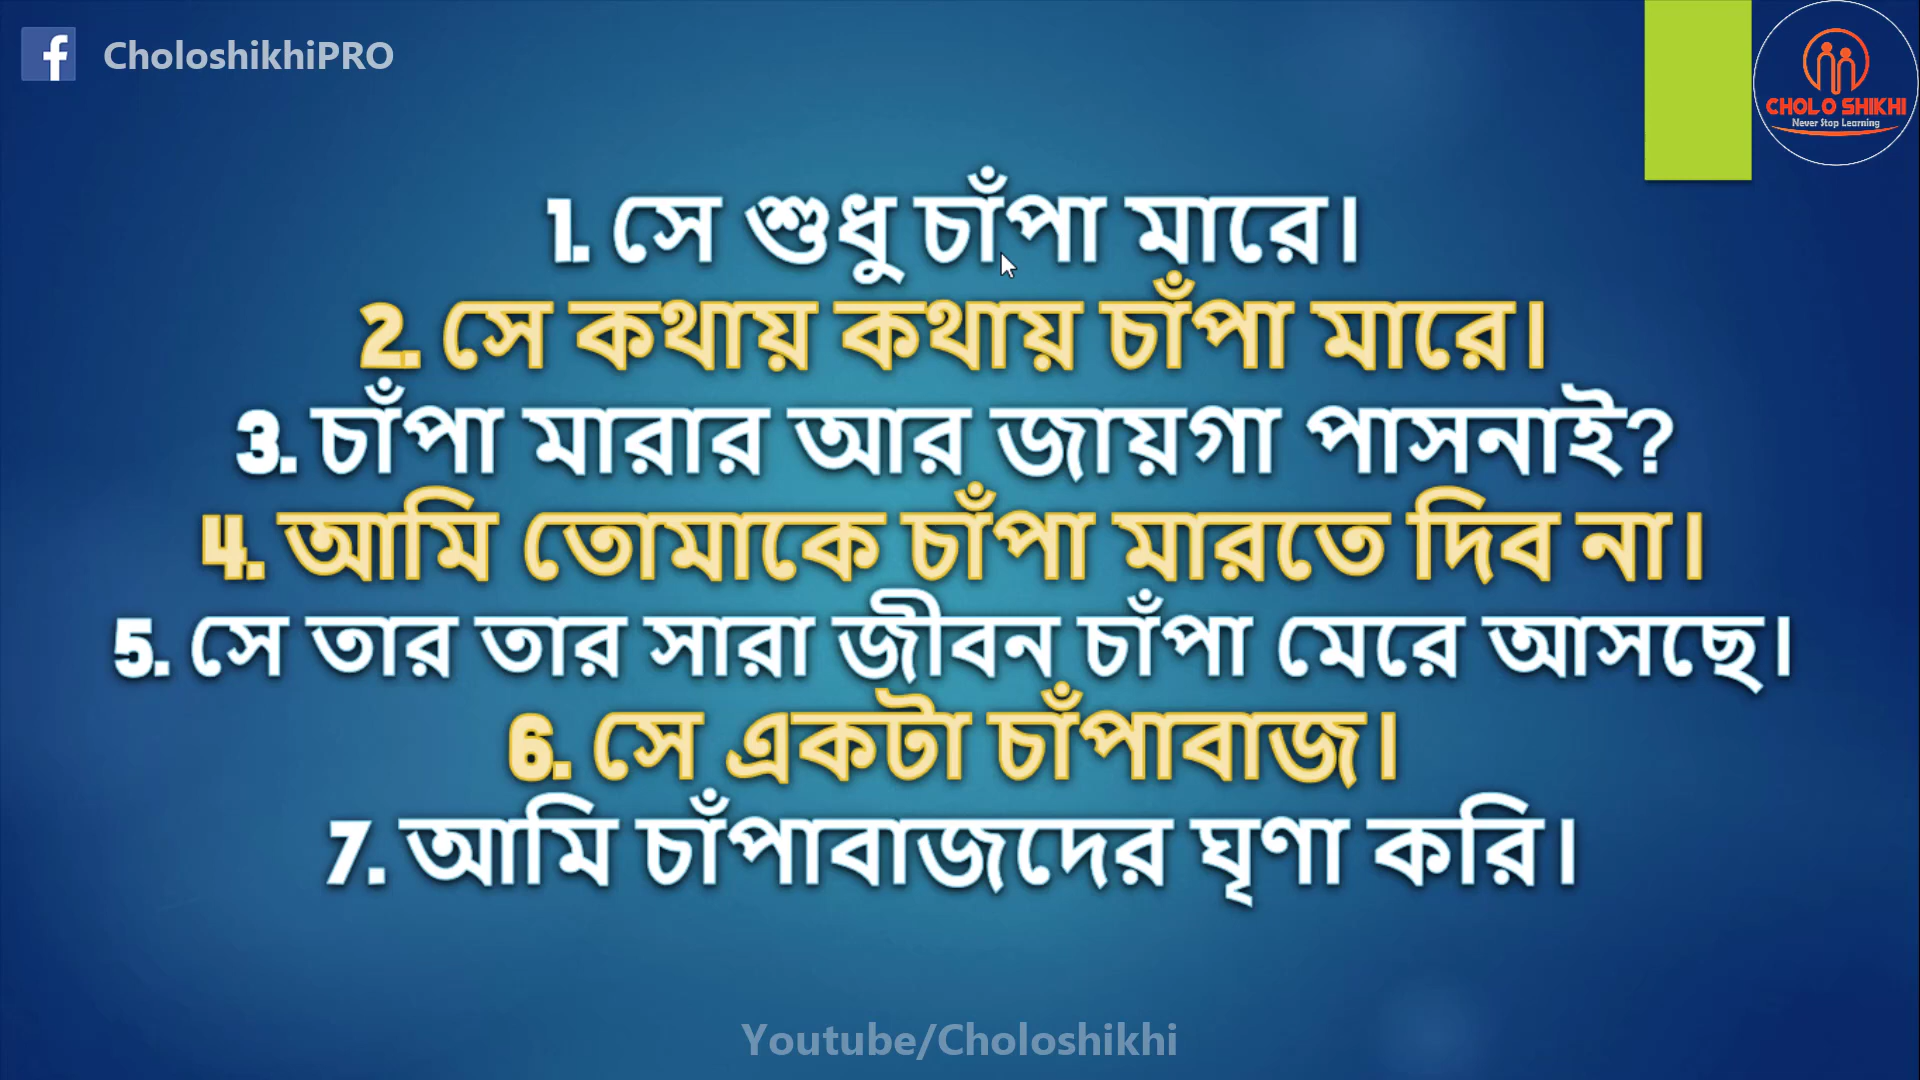 CholoshikhiPRO
CHOLO SHIKHI
Never Stop Learning
1. সে শুধু চাঁপা মারে।
2. সে কথায় কথায় চাঁপা মারে।
3. চাঁপা মারার আর জায়গা পাসনাই?
4. আমি তোমাকে চাঁপা মারতে দিব না।
5. সে তার তার সারা জীবন চাঁপা মেরে আসছে।
6. সে একটা চাঁপাবাজ।
7. আমি চাঁপাবাজদের ঘৃণা করি।
Youtube/Choloshikhi